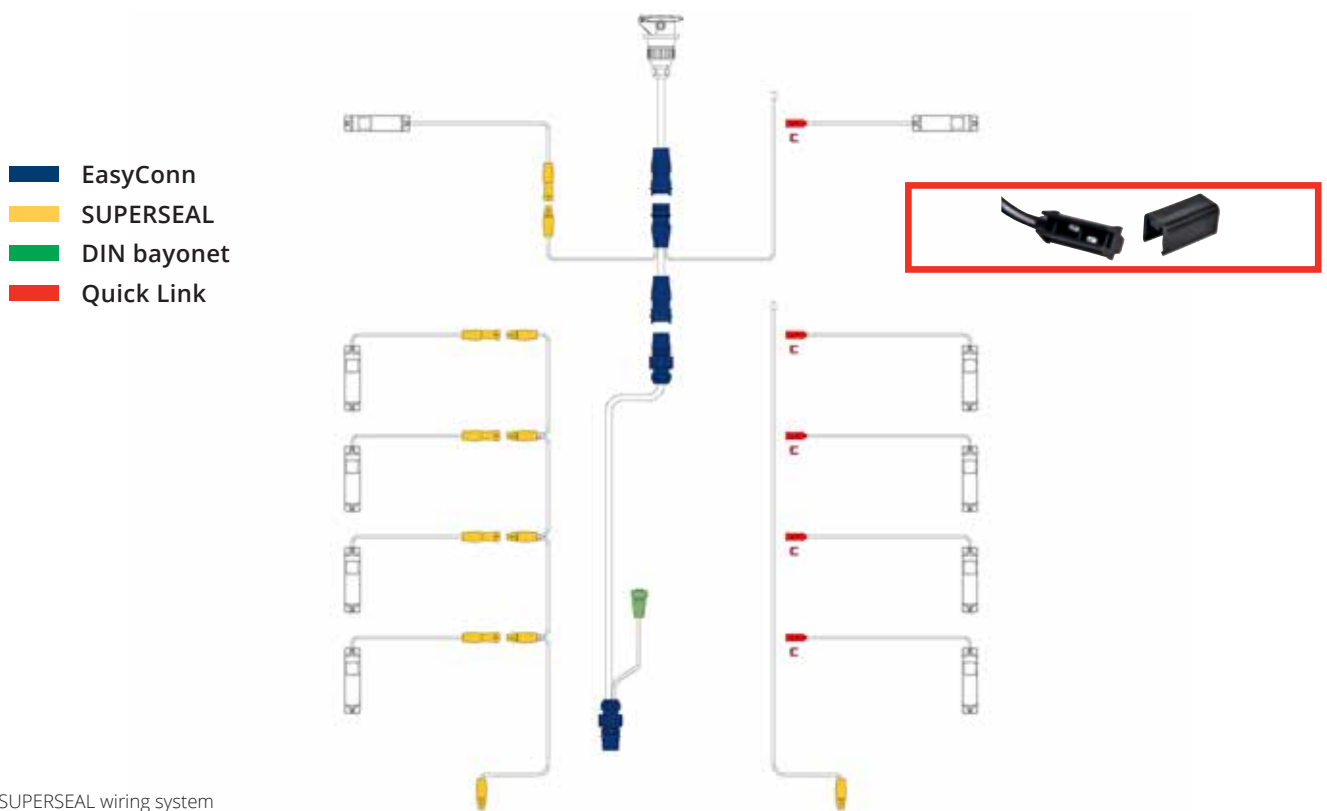 EasyConn
SUPERSEAL
DIN bayonet
Quick Link
SUPERSEAL wiring system